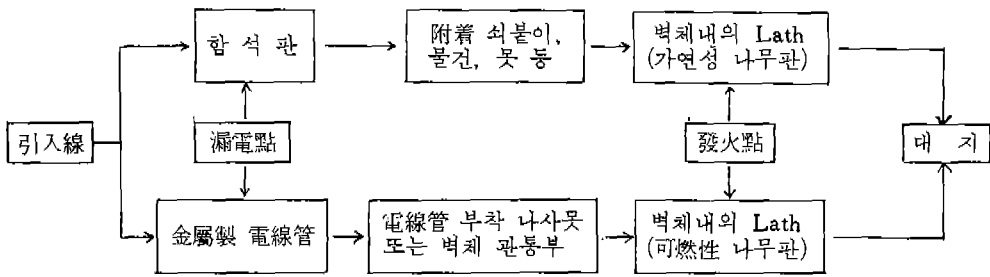 함 석 판
附着 쇠붙이,
물건, 못 등
벽체내의 Lath
(가연성 나무판)
引入線
漏電點
發火點
대 지
金屬製 電線管
電線管 부착 나사못
또는 벽체 관통부
벽체내의 Lath
(可燃性 나무판)